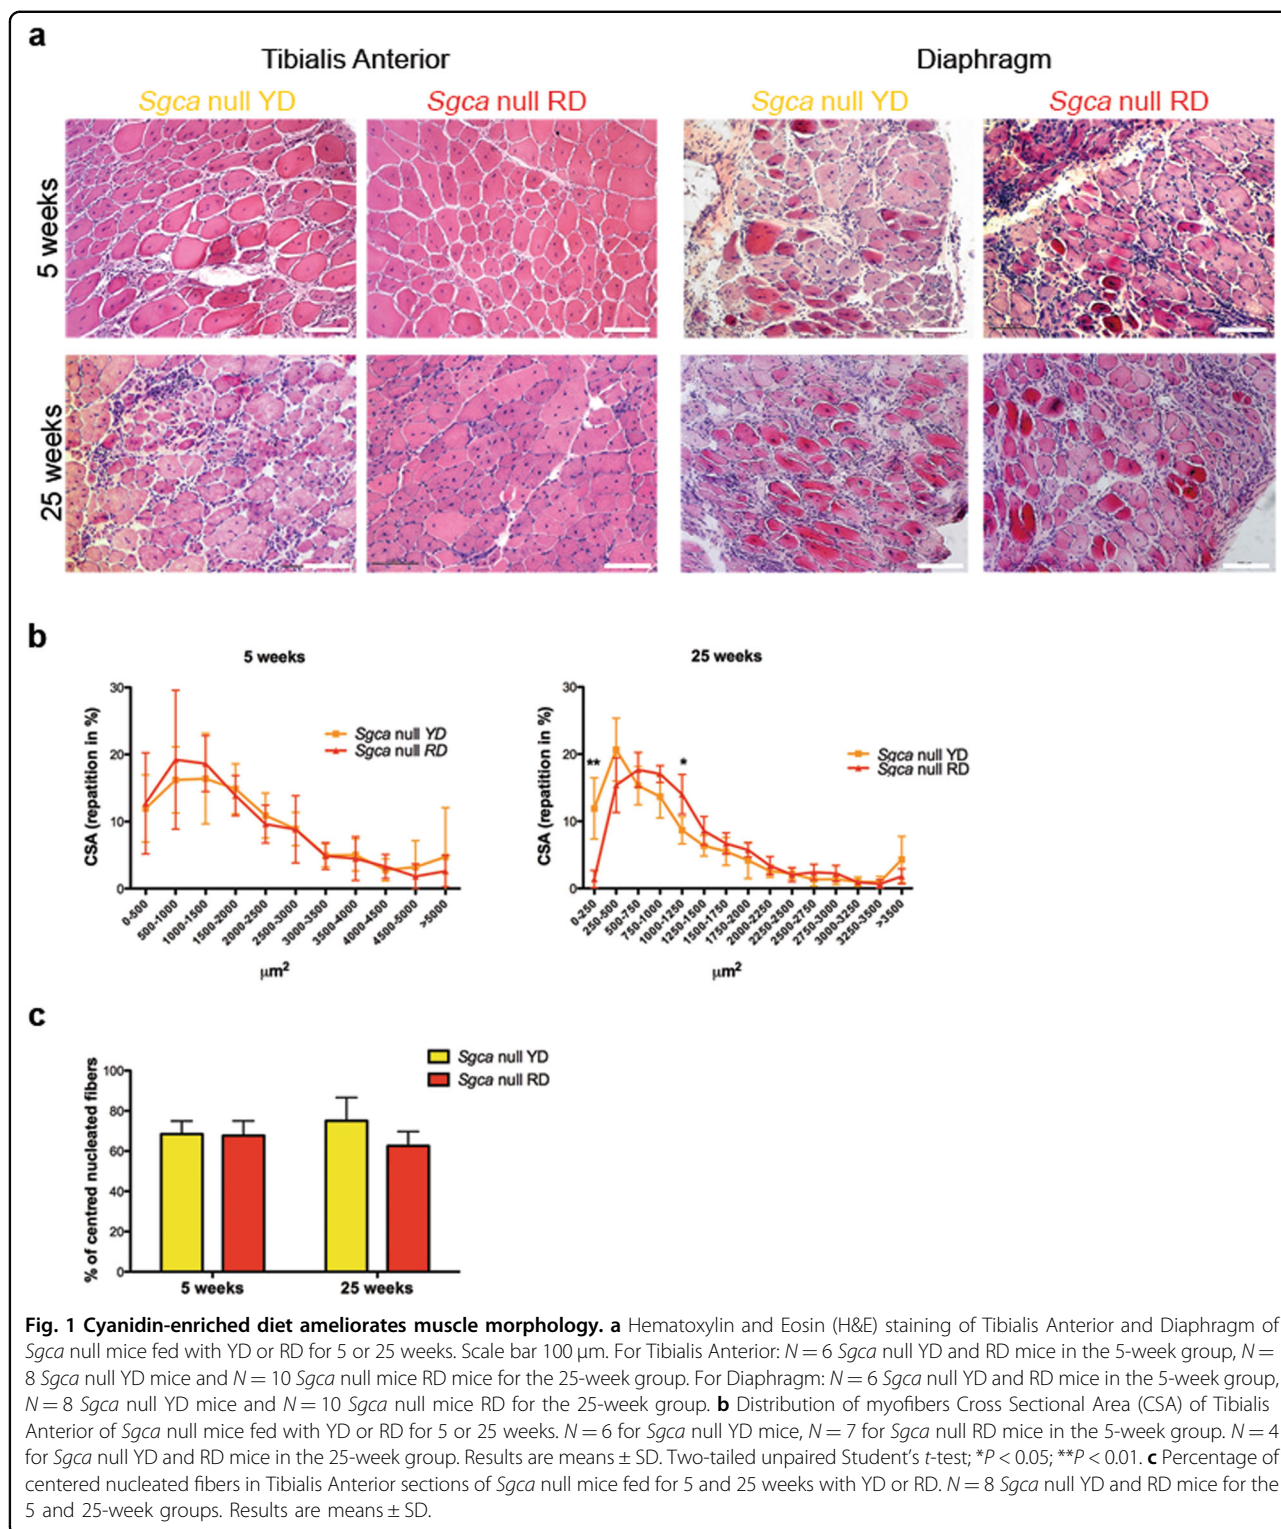 a
Tibialis Anterior
Diaphragm
Sgca null YD
Sgca null RD
Sgca null YD
Sgca null RD
5 weeks
25 weeks
b
5 weeks
CSA (repatition in %)
30
20
10
0
Sgca null YD
Sgca null RD
0-500
500-1000
1000-1500
1500-2000
2000-2500
2500-3000
3000-3500
3500-4000
4000-4500
4500-5000
>5000
µm²
25 weeks
CSA (repatition in %)
30
20
10
0
**
*
Sgca null YD
Sgca null RD
0-250
250-500
500-750
750-1000
1000-1250
1250-1500
1500-1750
1750-2000
2000-2250
2250-2500
2500-2750
2750-3000
3000-3250
3250-3500
>3500
µm²
c
% of centred nucleated fibers
100
80
60
40
20
0
5 weeks
25 weeks
Sgca null YD
Sgca null RD
Fig. 1 Cyanidin-enriched diet ameliorates muscle morphology. a Hematoxylin and Eosin (H&E) staining of Tibialis Anterior and Diaphragm of
Sgca null mice fed with YD or RD for 5 or 25 weeks. Scale bar 100 µm. For Tibialis Anterior: N = 6 Sgca null YD and RD mice in the 5-week group, N =
8 Sgca null YD mice and N = 10 Sgca null mice RD mice for the 25-week group. For Diaphragm: N = 6 Sgca null YD and RD mice in the 5-week group,
N = 8 Sgca null YD mice and N = 10 Sgca null mice RD for the 25-week group. b Distribution of myofibers Cross Sectional Area (CSA) of Tibialis
Anterior of Sgca null mice fed with YD or RD for 5 or 25 weeks. N = 6 for Sgca null YD mice, N = 7 for Sgca null RD mice in the 5-week group. N = 4
for Sgca null YD and RD mice in the 25-week group. Results are means ± SD. Two-tailed unpaired Student's t-test; *P < 0.05; **P < 0.01. c Percentage of
centered nucleated fibers in Tibialis Anterior sections of Sgca null mice fed for 5 and 25 weeks with YD or RD. N = 8 Sgca null YD and RD mice for the
5 and 25-week groups. Results are means ± SD.